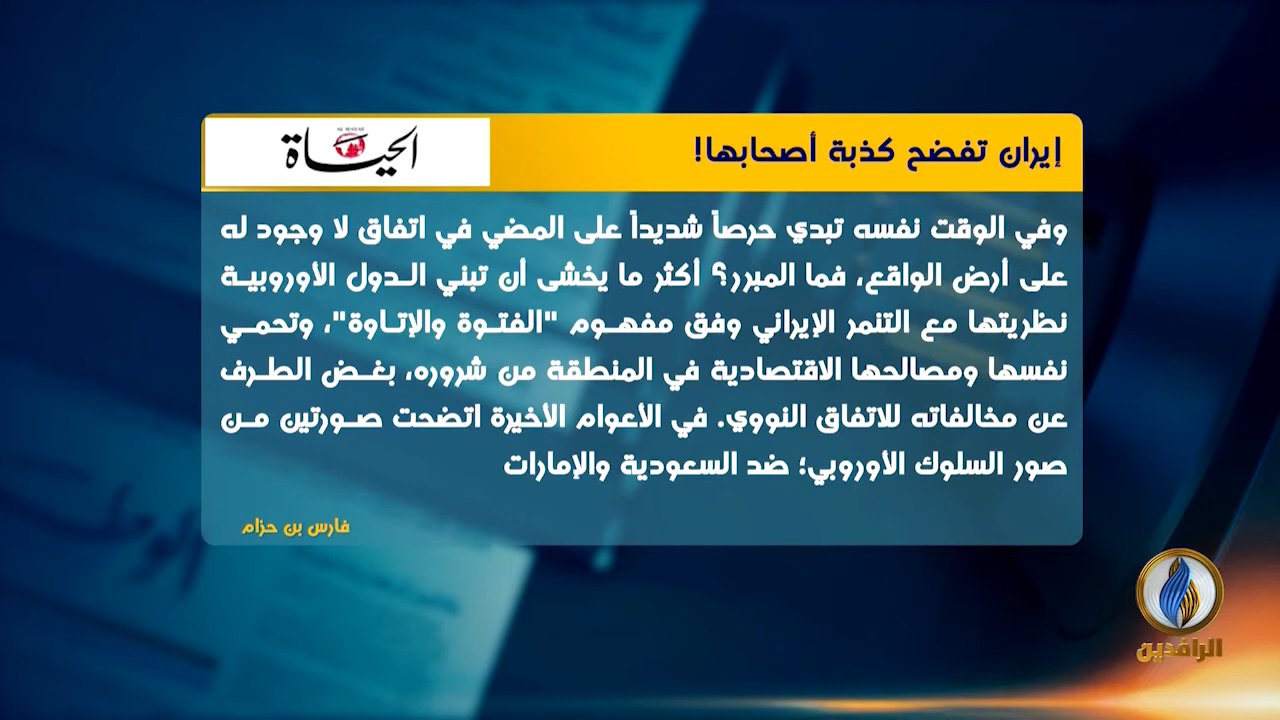 إيران تفضح كذبة أصحابها!
الحياة
AL HAYAT
وفي الوقت نفسه تبدي حرصاً شديداً على المضي في اتفاق لا وجود له
على أرض الواقع، فما المبرر؟ أكثر ما يخشى أن تبني الدول الأوروبية
نظريتها مع التنمر الإيراني وفق مفهوم "الفتوة والإتاوة"، وتحمي
نفسها ومصالحها الاقتصادية في المنطقة من شروره، بغض الطرف
عن مخالفاته للاتفاق النووي. في الأعوام الأخيرة اتضحت صورتين من
صور السلوك الأوروبي؛ ضد السعودية والإمارات
فارس بن حزام
الرافدين